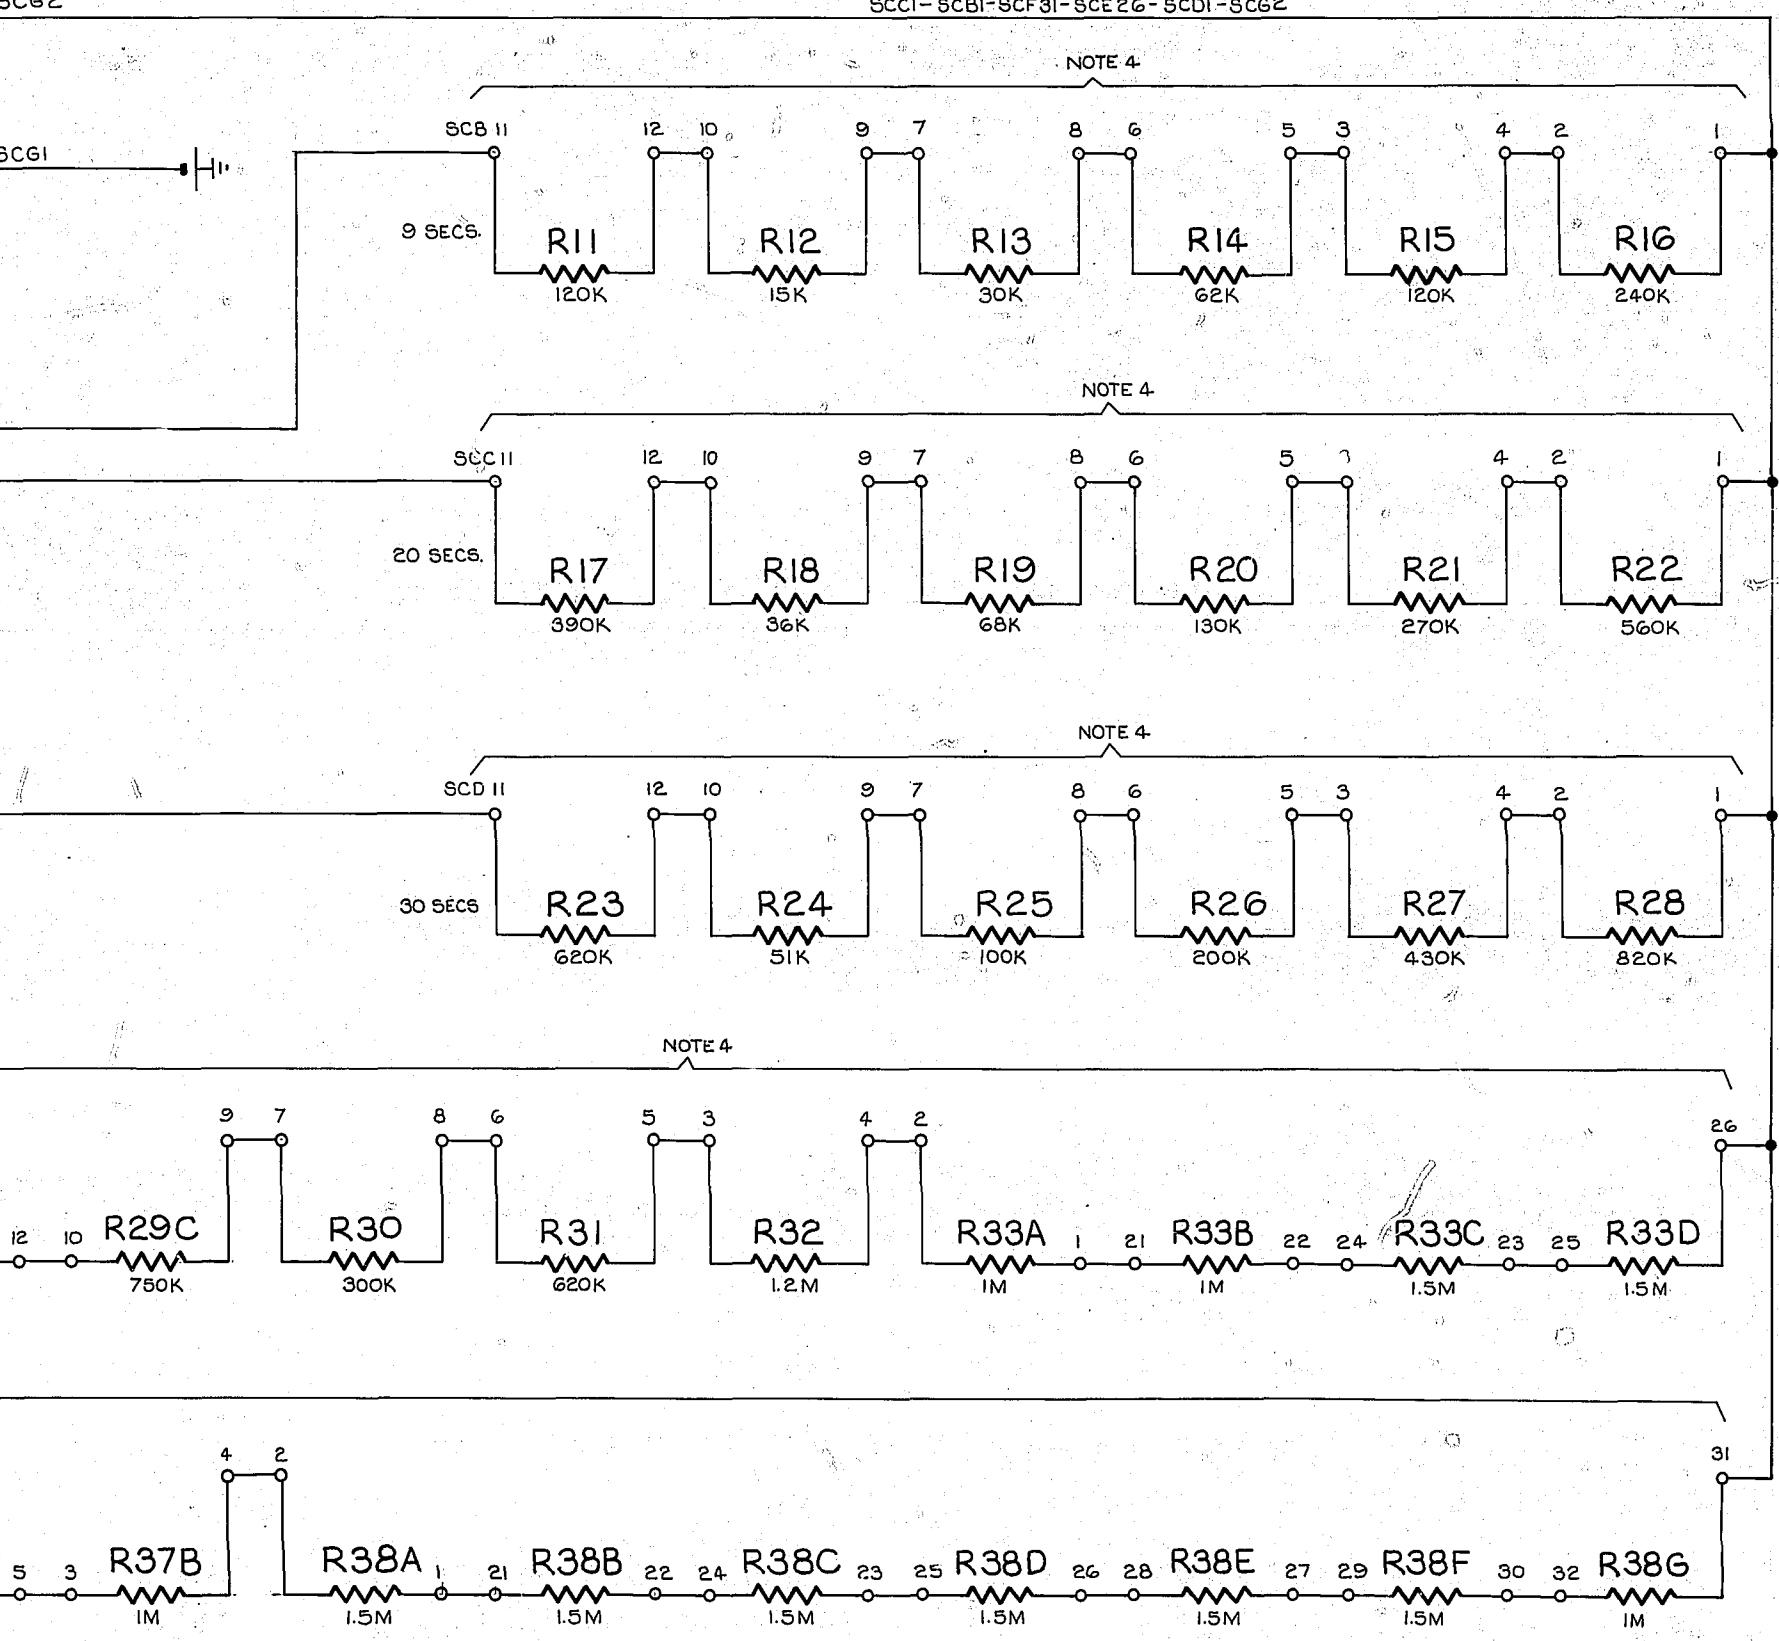 SCG2 SCC1-SCB1-SCF31-SCE26-SCD1-SCG2
NOTE 4
SCB 11 12 10 9 7 8 6 5 3 4 2 1
SCG1
9 SECS. R11 R12 R13 R14 R15 R16
120K 15K 30K 62K 120K 240K
NOTE 4
SCC 11 12 10 9 7 8 6 5 4 2 1
20 SECS. R17 R18 R19 R20 R21 R22
390K 36K 68K 130K 270K 560K
NOTE 4
SCD 11 12 10 9 7 8 6 5 3 4 2 1
30 SECS R23 R24 R25 R26 R27 R28
620K 51K 100K 200K 430K 820K
NOTE 4
9 7 8 6 5 3 4 2 26
12 10 R29C R30 R31 R32 R33A 1 21 R33B 22 24 R33C 23 25 R33D
750K 300K 620K 1.2M 1M 1M 1.5M 1.5M
4 2 31
5 3 R37B R38A 1 21 R38B 22 24 R38C 23 25 R38D 26 28 R38E 27 29 R38F 30 32 R38G
1M 1.5M 1.5M 1.5M 1.5M 1.5M 1.5M 1M